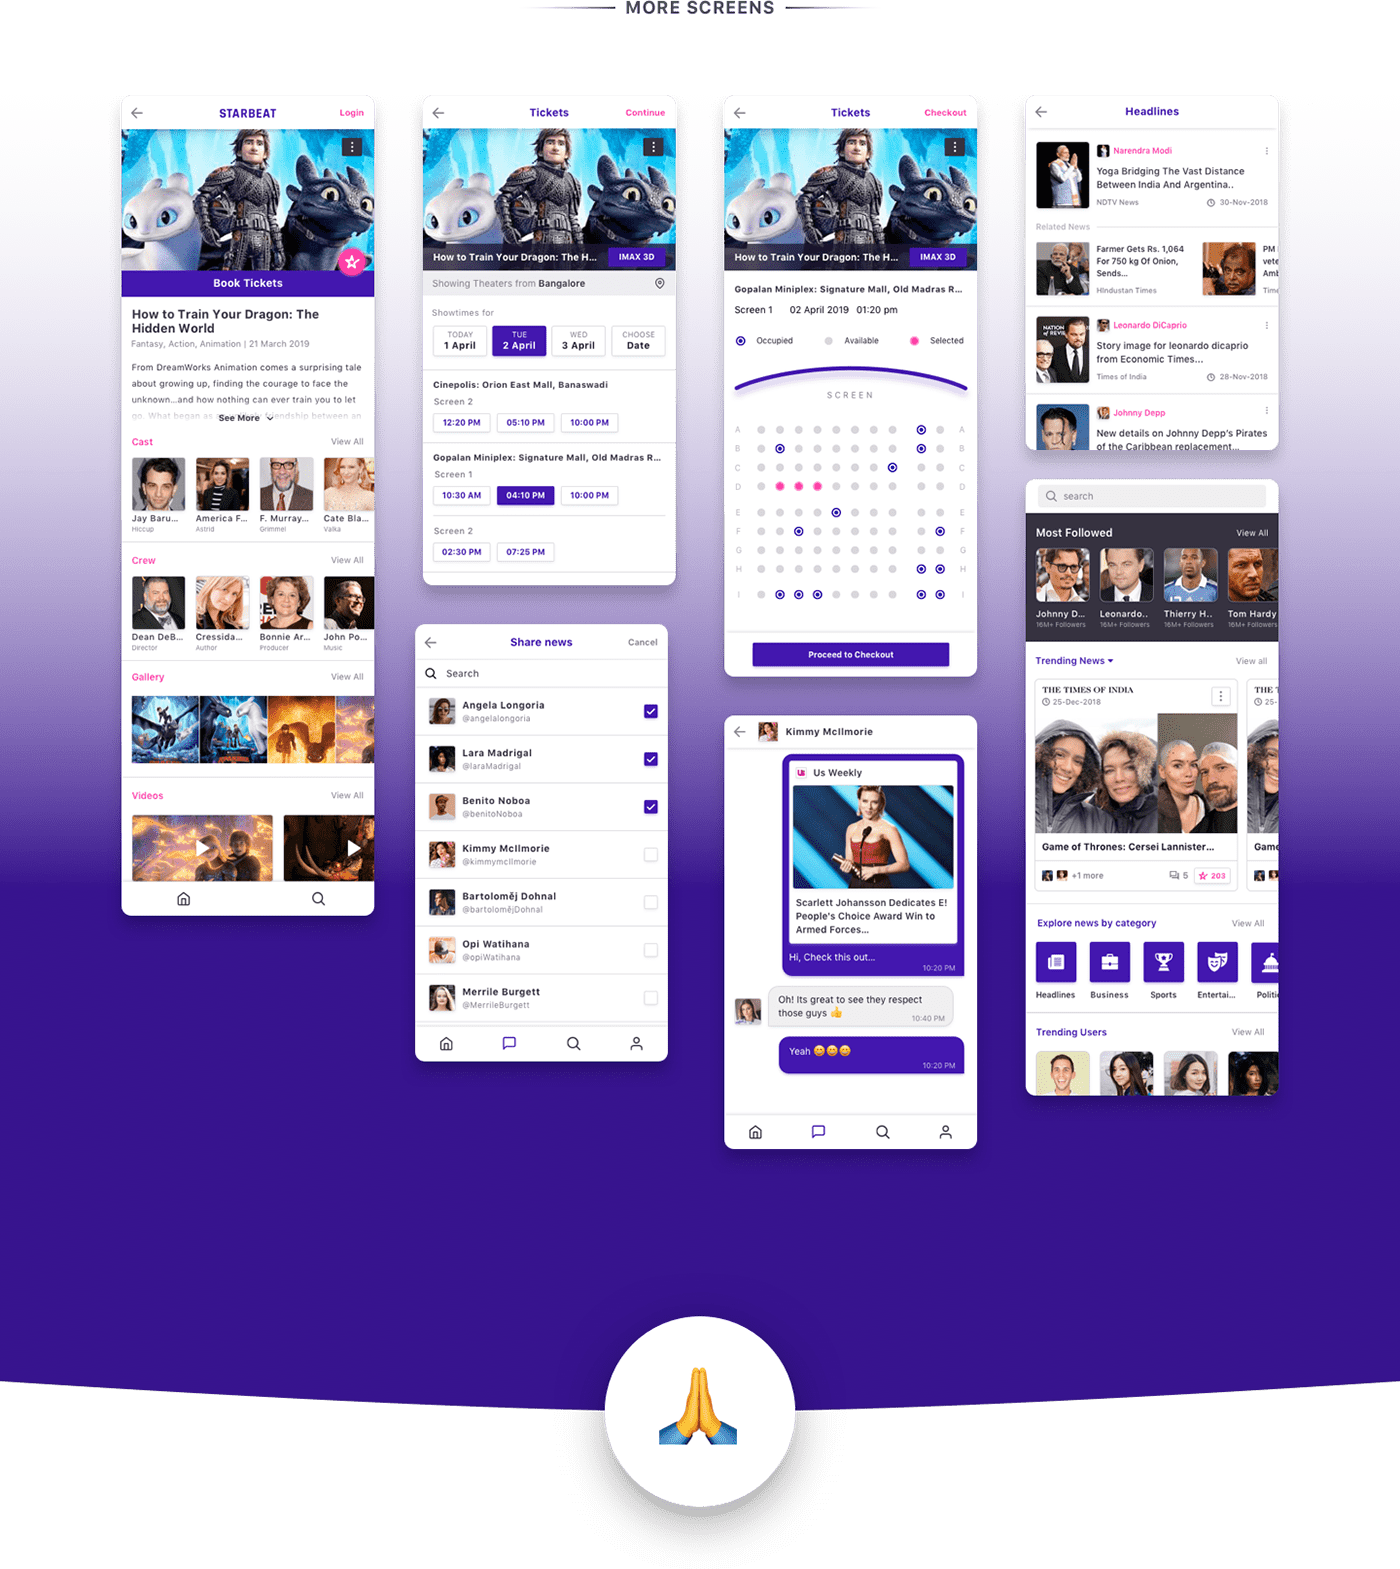 MORE SCREENS
STARBEAT
Login
Book Tickets
How to Train Your Dragon: The
Hidden World
Fantasy, Action, Animation | 21 March 2019
From DreamWorks Animation comes a surprising tale
about growing up, finding the courage to face the
unknown...and how nothing can ever train you to let
go. What began as friendship between an
See More
Cast
View All
Jay Baru...
America F...
F. Murray...
Cate Bla...
Hiccup
Astrid
Grimmel
Valka
Crew
View All
Dean DeB...
Cressida...
Bonnie Ar...
John Po...
Director
Author
Producer
Music
Gallery
View All
Videos
View All
Tickets
Continue
How to Train Your Dragon: The H...
IMAX 3D
Showing Theaters from Bangalore
Showtimes for
TODAY
1 April
TUE
2 April
WED
3 April
CHOOSE
Date
Cinepolis: Orion East Mall, Banaswadi
Screen 2
12:20 PM
05:10 PM
10:00 PM
Gopalan Miniplex: Signature Mall, Old Madras R...
Screen 1
10:30 AM
04:10 PM
10:00 PM
Screen 2
02:30 PM
07:25 PM
Share news
Cancel
Search
Angela Longoria
@angelalongoria
Lara Madrigal
@laraMadrigal
Benito Noboa
@benitoNoboa
Kimmy McIlmorie
@kimmymcIlmorie
Bartoloměj Dohnal
@bartolomějDohnal
Opi Watihana
@opiWatihana
Merrile Burgett
@MerrileBurgett
Tickets
Checkout
How to Train Your Dragon: The H...
IMAX 3D
Gopalan Miniplex: Signature Mall, Old Madras R...
Screen 1
02 April 2019
01:20 pm
Occupied
Available
Selected
SCREEN
A A
B B
C C
D D
E E
F F
G G
H H
I I
Proceed to Checkout
Kimmy McIlmorie
Us Weekly
Scarlett Johansson Dedicates E!
People's Choice Award Win to
Armed Forces...
Hi, Check this out...
10:20 PM
Oh! Its great to see they respect
those guys 👍
10:40 PM
Yeah 😄😄😄
10:20 PM
Headlines
Narendra Modi
Yoga Bridging The Vast Distance
Between India And Argentina..
NDTV News
30-Nov-2018
Related News
Farmer Gets Rs. 1,064
For 750 kg Of Onion,
Sends...
Hindustan Times
PM
vete
Amb
Time
Leonardo DiCaprio
Story image for leonardo dicaprio
from Economic Times...
Times of India
28-Nov-2018
Johnny Depp
New details on Johnny Depp's Pirates
of the Caribbean replacement...
search
Most Followed
View All
Johnny D...
Leonardo..
Thierry H..
Tom Hardy
16M+ Followers
16M+ Followers
16M+ Followers
16M+ Followers
Trending News
View all
THE TIMES OF INDIA
25-Dec-2018
Game of Thrones: Cersei Lannister...
+1 more
5
203
THE T
25-
Game
Explore news by category
View All
Headlines
Business
Sports
Entertai...
Politi
Trending Users
View All